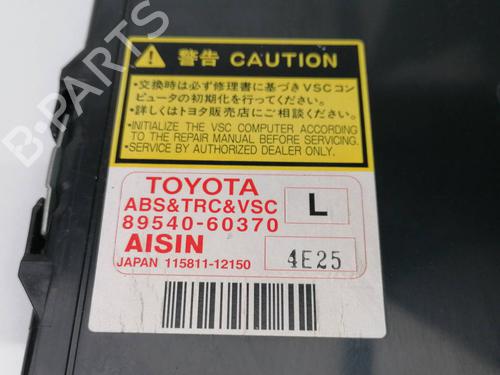 警告 CAUTION
•交換時は必ず修理書に基づきVSCコン
ピュータの初期化を行ってください。
•詳しくはトヨタ販売店にご相談ください。
•INITIALIZE THE VSC COMPUTER ACCORDING
TO THE REPAIR MANUAL BEFORE SERVICING.
•SERVICE BY AUTHORIZED DEALER ONLY.
TOYOTA
ABS&TRC&VSC
L
89540-60370
AISIN
JAPAN 115811-12150
4E25
B-PARTS